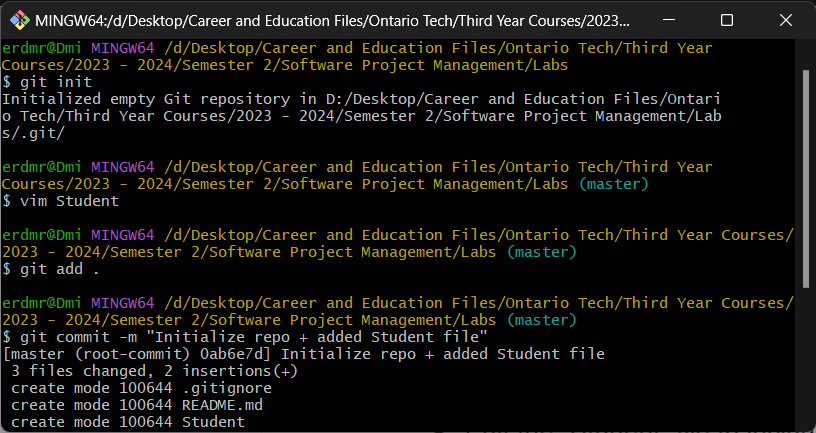 MINGW64:/d/Desktop/Career and Education Files/Ontario Tech/Third Year Courses/2023...
erdmr@Dmi MINGW64 /d/Desktop/Career and Education Files/Ontario Tech/Third Year
Courses/2023 - 2024/Semester 2/Software Project Management/Labs
$ git init
Initialized empty Git repository in D:/Desktop/Career and Education Files/Ontari
o Tech/Third Year Courses/2023 - 2024/Semester 2/Software Project Management/Lab
s/.git/
erdmr@Dmi MINGW64 /d/Desktop/Career and Education Files/Ontario Tech/Third Year
Courses/2023 - 2024/Semester 2/Software Project Management/Labs (master)
$ vim Student
erdmr@Dmi MINGW64 /d/Desktop/Career and Education Files/Ontario Tech/Third Year Courses/
2023 - 2024/Semester 2/Software Project Management/Labs (master)
$ git add .
erdmr@Dmi MINGW64 /d/Desktop/Career and Education Files/Ontario Tech/Third Year Courses/
2023 - 2024/Semester 2/Software Project Management/Labs (master)
$ git commit -m "Initialize repo + added Student file"
[master (root-commit) 0ab6e7d] Initialize repo + added Student file
3 files changed, 2 insertions(+)
create mode 100644 .gitignore
create mode 100644 README.md
create mode 100644 Student